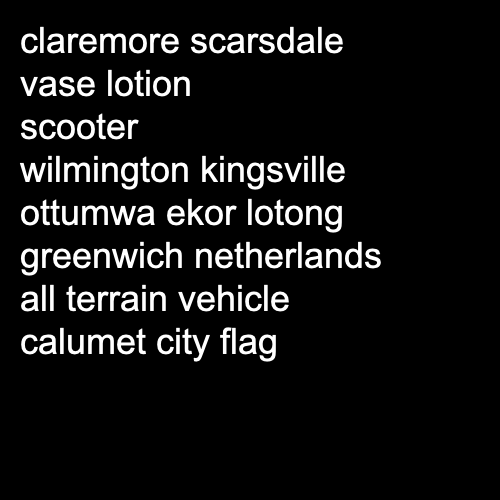 claremore scarsdale
vase lotion
scooter
wilmington kingsville
ottumwa ekor lotong
greenwich netherlands
all terrain vehicle
calumet city flag